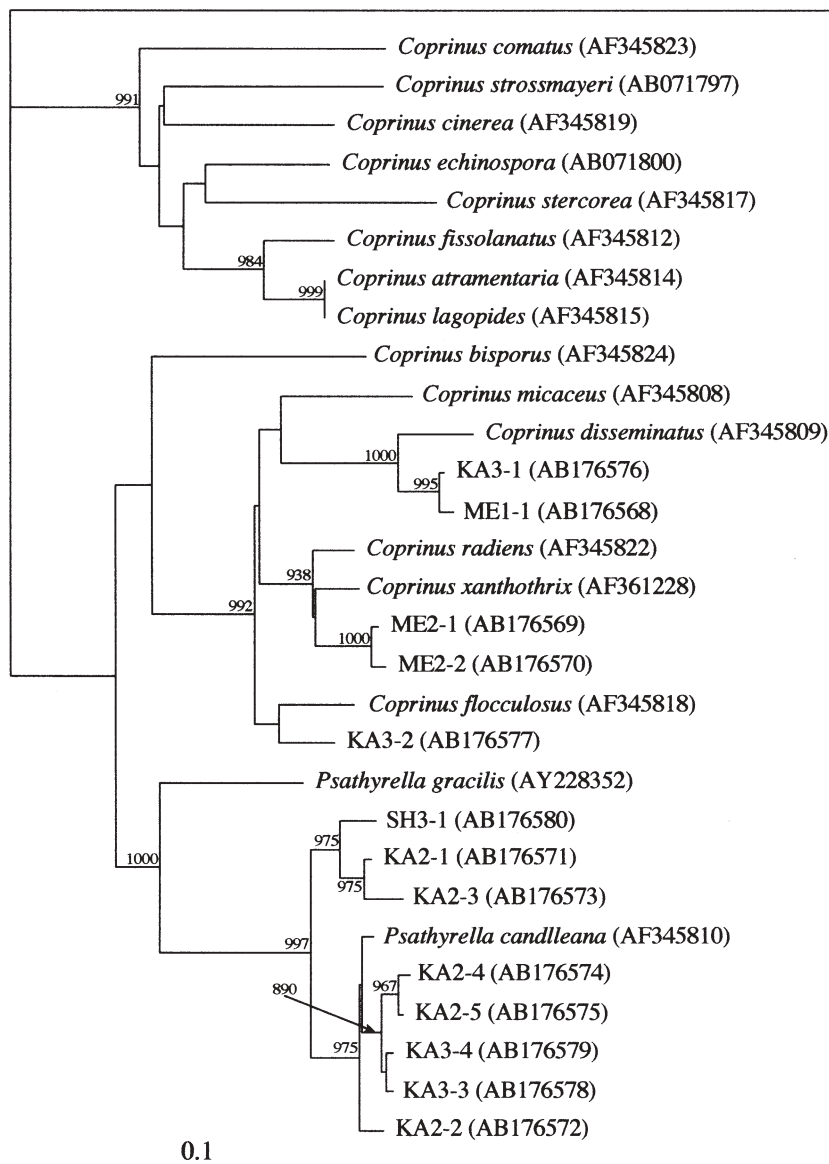 Coprinus comatus (AF345823)
Coprinus strossmayeri (AB071797)
991
Coprinus cinerea (AF345819)
Coprinus echinospora (AB071800)
Coprinus stercorea (AF345817)
Coprinus fissolanatus (AF345812)
984
Coprinus atramentaria (AF345814)
999
Coprinus lagopides (AF345815)
Coprinus bisporus (AF345824)
Coprinus micaceus (AF345808)
Coprinus disseminatus (AF345809)
1000
KA3-1 (AB176576)
995
ME1-1 (AB176568)
Coprinus radiens (AF345822)
938
Coprinus xanthothrix (AF361228)
992
ME2-1 (AB176569)
1000
ME2-2 (AB176570)
Coprinus flocculosus (AF345818)
KA3-2 (AB176577)
Psathyrella gracilis (AY228352)
SH3-1 (AB176580)
975
1000
KA2-1 (AB176571)
975
KA2-3 (AB176573)
Psathyrella candlleana (AF345810)
997
KA2-4 (AB176574)
967
890
KA2-5 (AB176575)
975
KA3-4 (AB176579)
KA3-3 (AB176578)
KA2-2 (AB176572)
0.1